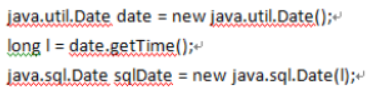 java.util.Date date = new java.util.Date();↵
long l = date.getTime();↵
java.sql.Date sqlDate = new java.sql.Date(l);↵